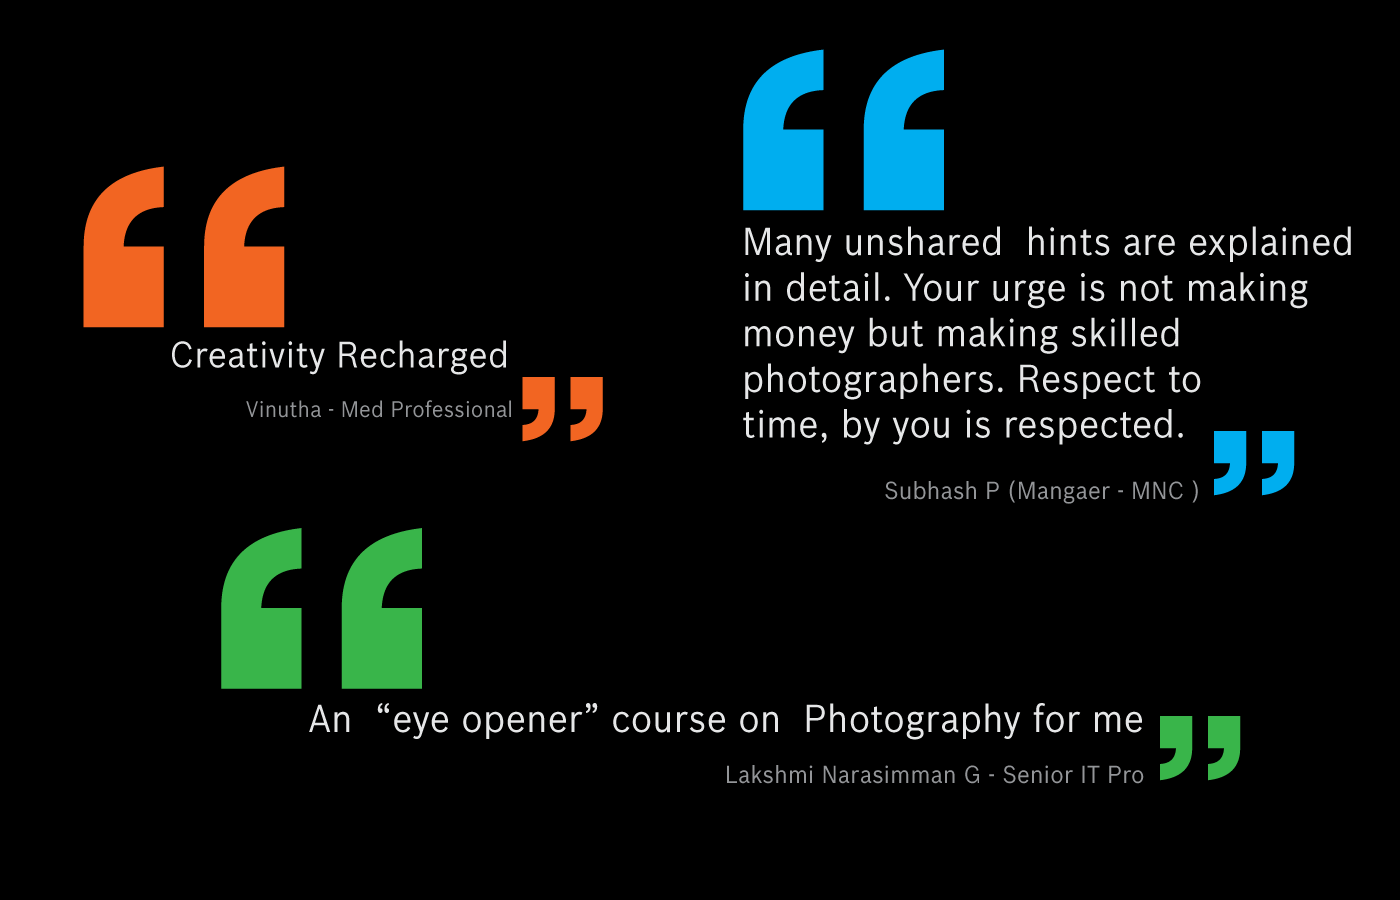 Creativity Recharged
Vinutha - Med Professional
Many unshared  hints are explained
in detail. Your urge is not making
money but making skilled
photographers. Respect to
time, by you is respected.
Subhash P (Mangaer - MNC )
An  “eye opener” course on  Photography for me
Lakshmi Narasimman G - Senior IT Pro